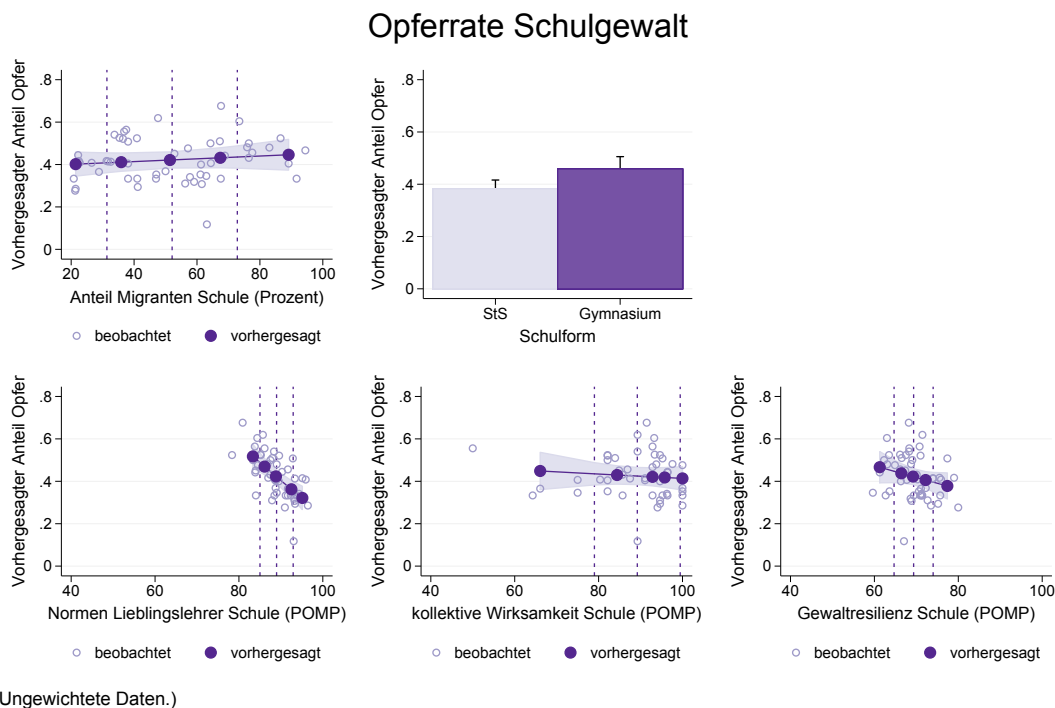 Opferrate Schulgewalt
Vorhergesagter Anteil Opfer
.8
.6
.4
.2
0
20 40 60 80 100
Anteil Migranten Schule (Prozent)
beobachtet vorhergesagt
Vorhergesagter Anteil Opfer
.8
.6
.4
.2
0
StS Gymnasium
Schulform
Vorhergesagter Anteil Opfer
.8
.6
.4
.2
0
40 60 80 100
Normen Lieblingslehrer Schule (POMP)
beobachtet vorhergesagt
Vorhergesagter Anteil Opfer
.8
.6
.4
.2
0
40 60 80 100
kollektive Wirksamkeit Schule (POMP)
beobachtet vorhergesagt
Vorhergesagter Anteil Opfer
.8
.6
.4
.2
0
40 60 80 100
Gewaltresilienz Schule (POMP)
beobachtet vorhergesagt
Ungewichtete Daten.)